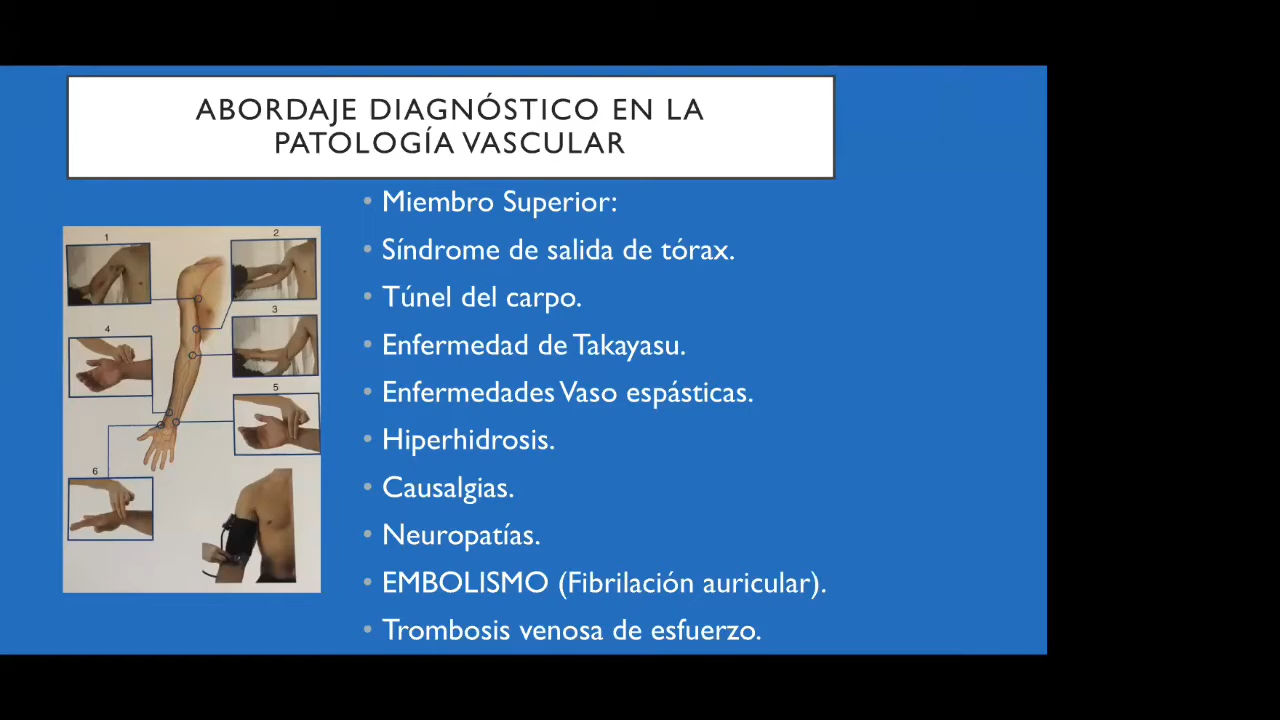 ABORDAJE DIAGNÓSTICO EN LA
PATOLOGÍA VASCULAR
• Miembro Superior:
• Síndrome de salida de tórax.
• Túnel del carpo.
• Enfermedad de Takayasu.
• Enfermedades Vaso espásticas.
• Hiperhidrosis.
• Causalgias.
• Neuropatías.
• EMBOLISMO (Fibrilación auricular).
• Trombosis venosa de esfuerzo.
1
2
3
4
5
6